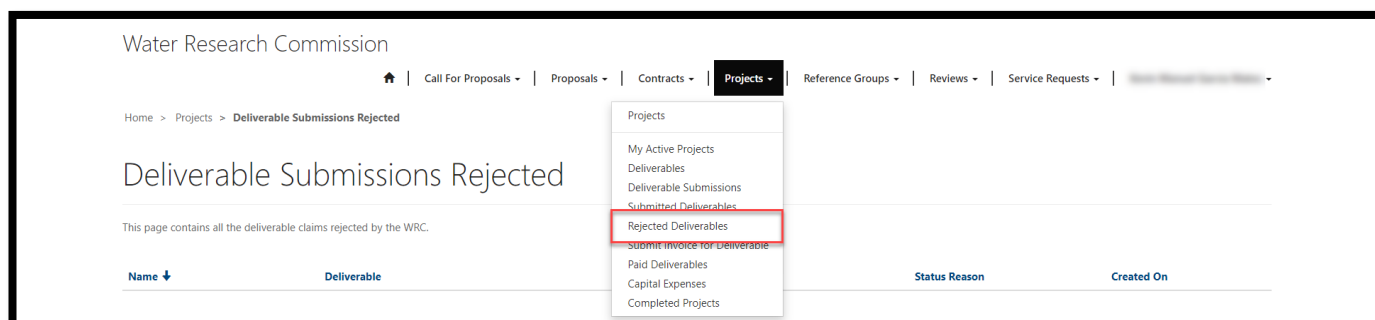 Water Research Commission
Call For Proposals Proposals Contracts Projects Reference Groups Reviews Service Requests
Home > Projects > Deliverable Submissions Rejected
Projects
My Active Projects
Deliverables
Deliverable Submissions
Submitted Deliverables
Rejected Deliverables
Submit Invoice for Deliverable
Paid Deliverables
Capital Expenses
Completed Projects
Deliverable Submissions Rejected
This page contains all the deliverable claims rejected by the WRC.
Name Deliverable Status Reason Created On